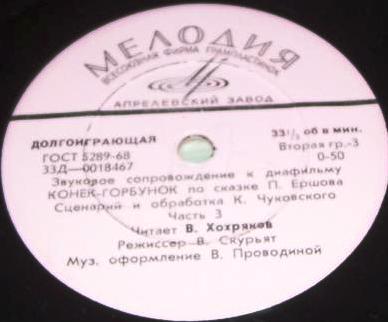 МЕЛОДИЯ
ВСЕСОЮЗНАЯ ФИРМА ГРАМПЛАСТИНОК
АПРЕЛЕВСКИЙ ЗАВОД
ДОЛГОИГРАЮЩАЯ
33⅓ об в мин.
ГОСТ 5289-68
Вторая гр.-3
33Д—0018467
0-50
Звуковое сопровождение к диафильму
КОНЕК-ГОРБУНОК по сказке П. Ершова
Сценарий и обработка К. Чуковского
Часть 3
Читает В. Хохряков
Режиссер В. Скурьят
Муз. оформление В. Проводиной